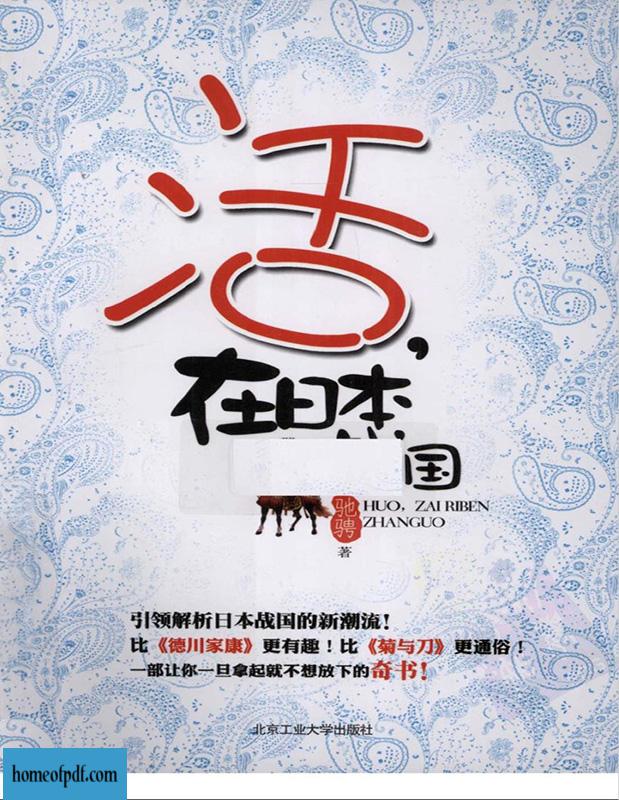 活，
在日本
国
驰骋
著
HUO, ZAI RIBEN
ZHANGUO
引领解析日本战国的新潮流！
比《德川家康》更有趣！比《菊与刀》更通俗！
一部让你一旦拿起就不想放下的奇书！
北京工业大学出版社
homeofpdf.com